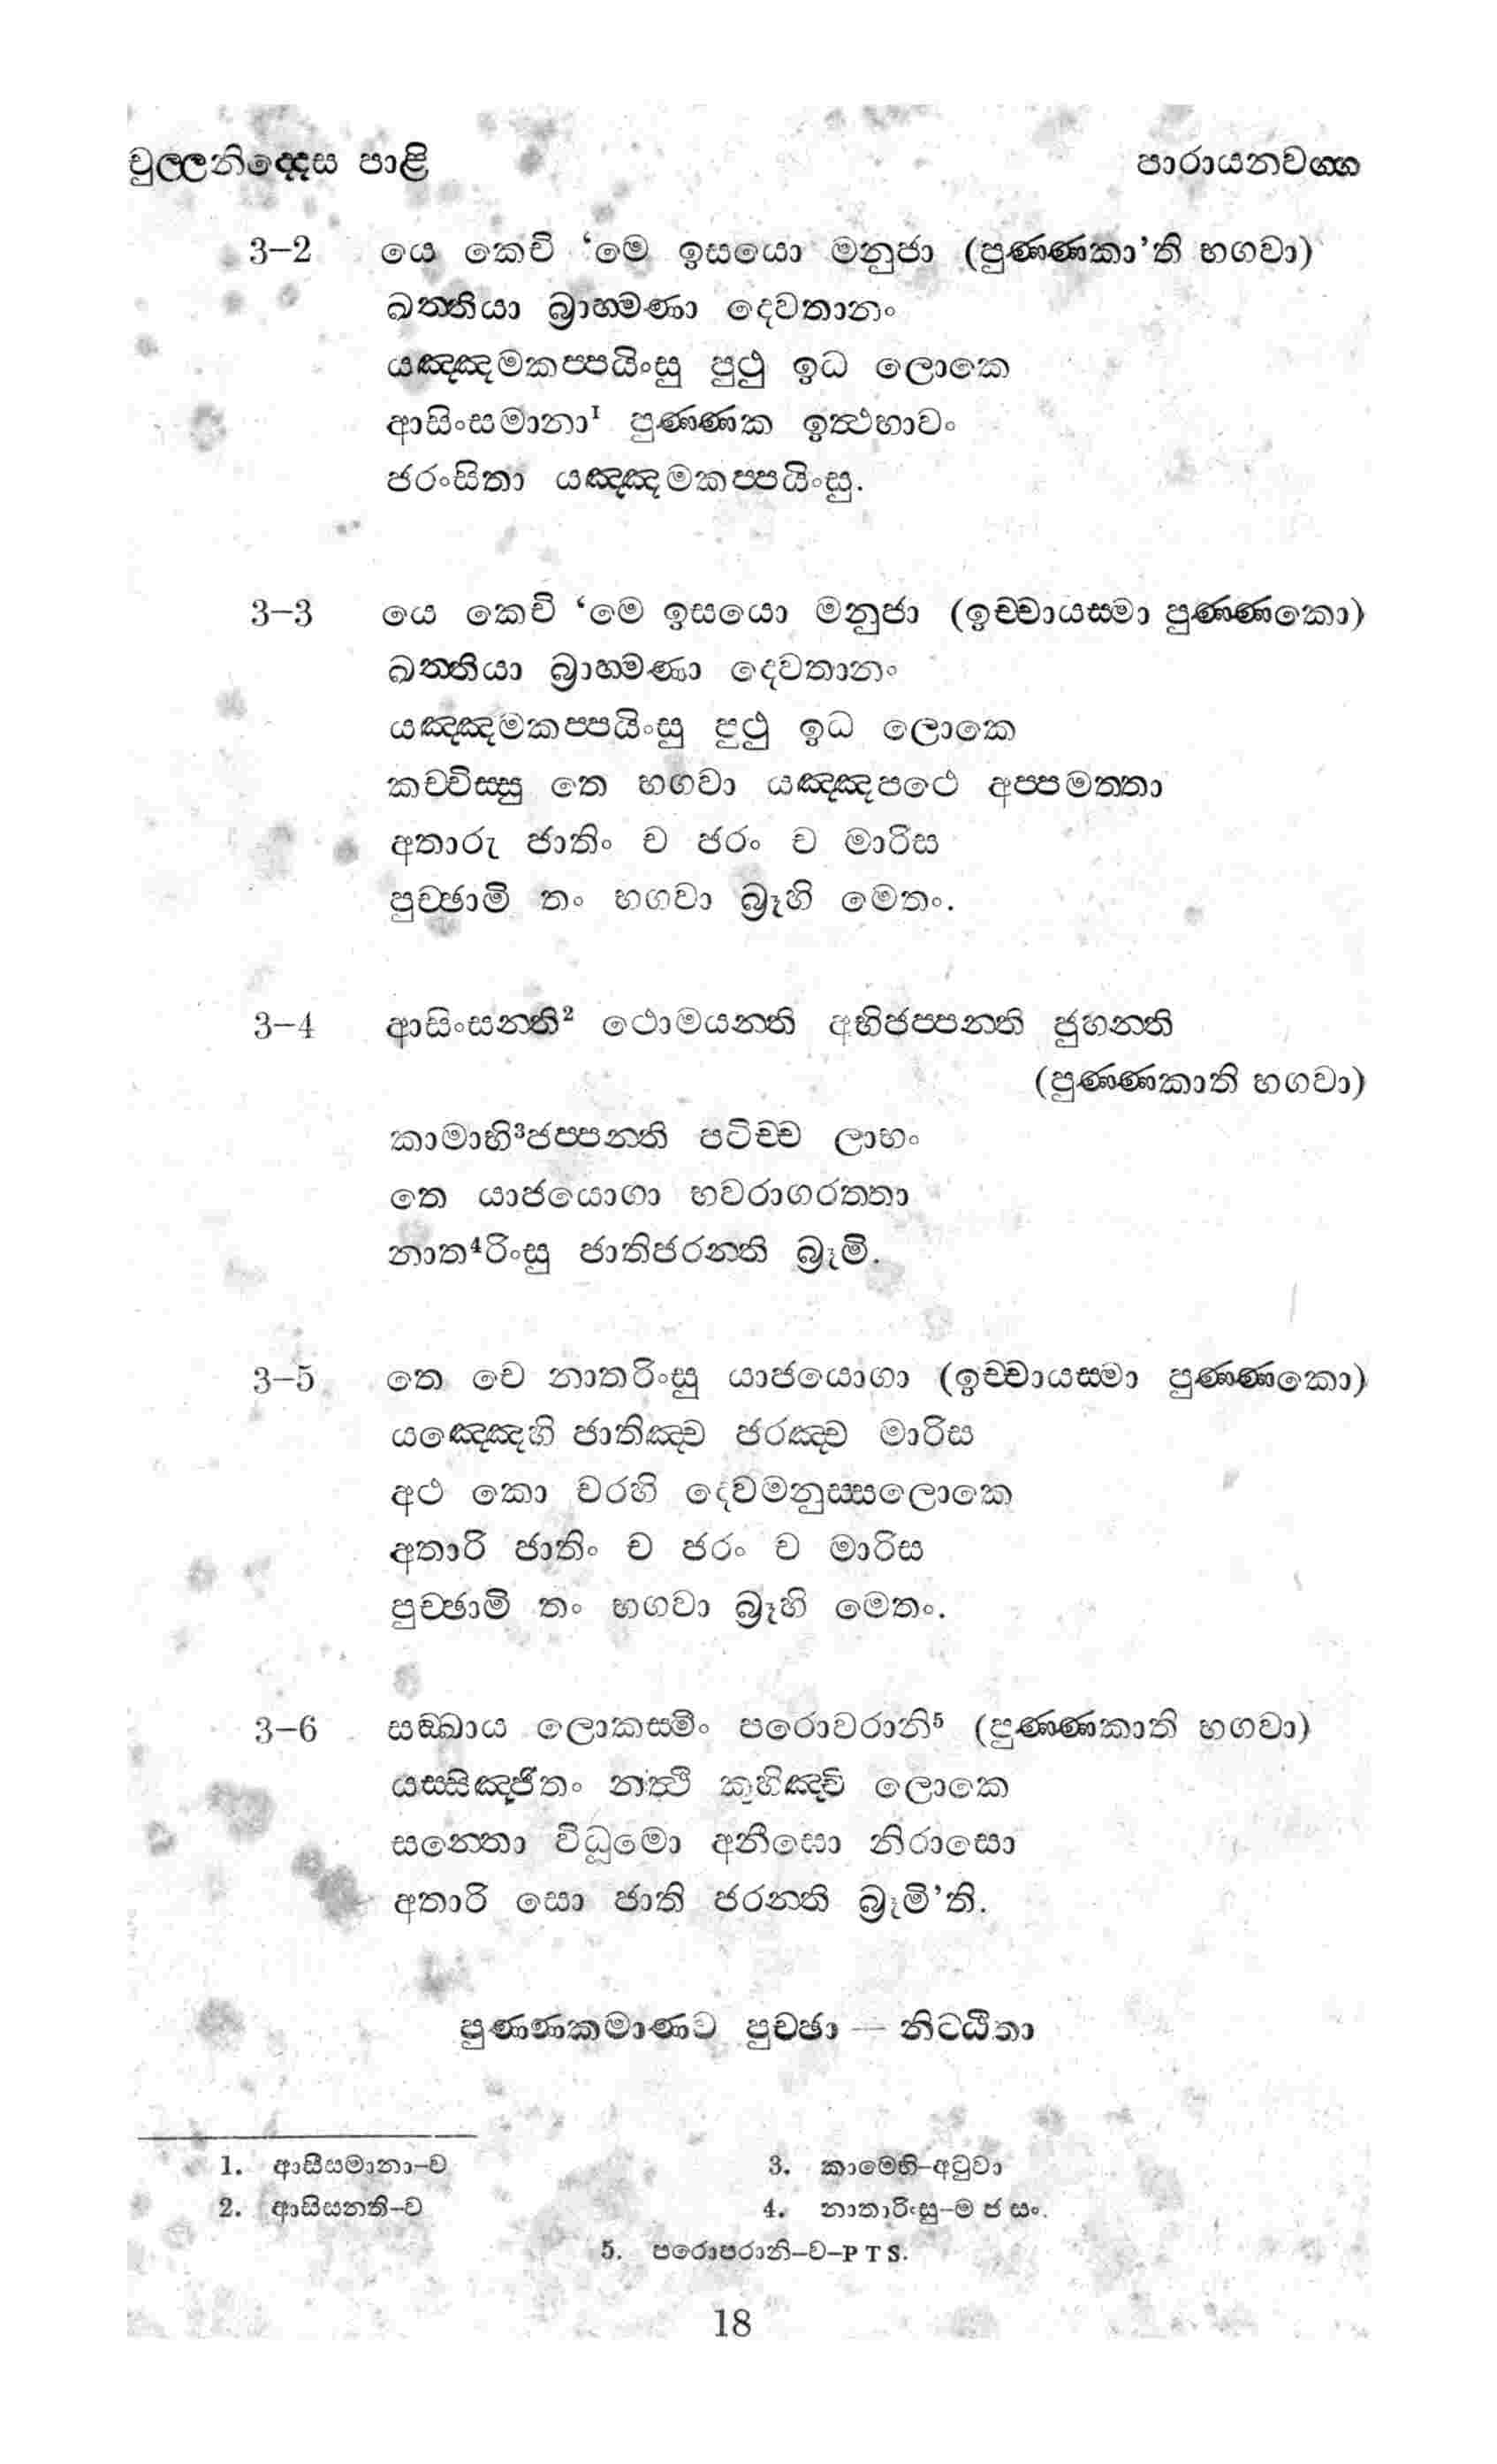 චුල්ලනිද්දෙස පාළි පාරායනවග්ග
3–2 යෙ කෙචි ‘මෙ ඉසයො මනුජා (පුණ්ණකා’ති භගවා)
ඛත්තියා බ්‍රාහ්මණා දෙවතානං
යඤ්ඤමකප්පයිංසු පුථු ඉධ ලොකෙ
ආසිංසමානා¹ පුණ්ණක ඉත්ථභාවං
ජරංසිතා යඤ්ඤමකප්පයිංසු.
3–3 යෙ කෙචි ‘මෙ ඉසයො මනුජා (ඉච්චායස්මා පුණ්ණකො)
ඛත්තියා බ්‍රාහ්මණා දෙවතානං
යඤ්ඤමකප්පයිංසු පුථු ඉධ ලොකෙ
කච්චිස්සු තෙ භගවා යඤ්ඤපථෙ අප්පමත්තා
අතාරු ජාතිං ච ජරං ච මාරිස
පුච්ඡාමි තං භගවා බ්‍රූහි මෙතං.
3–4 ආසිංසන්ති² ථොමයන්ති අභිජප්පන්ති ජුහන්ති
(පුණ්ණකාති භගවා)
කාමාභි³ජප්පන්ති පටිච්ච ලාභං
තෙ යාජයොගා භවරාගරත්තා
නාත⁴රිංසු ජාතිජරන්ති බ්‍රූමි.
3–5 තෙ චෙ නාතරිංසු යාජයොගා (ඉච්චායස්මා පුණ්ණකො)
යඤ්ඤෙහි ජාතිඤ්ච ජරඤ්ච මාරිස
අථ කො චරහි දෙවමනුස්සලොකෙ
අතාරි ජාතිං ච ජරං ච මාරිස
පුච්ඡාමි තං භගවා බ්‍රූහි මෙතං.
3–6 සඞ්ඛාය ලොකස්මිං පරොවරානි⁵ (පුණ්ණකාති භගවා)
යස්සිඤ්ජිතං නත්ථි කුහිඤ්චි ලොකෙ
සන්තො විධූමො අනීඝො නිරාසො
අතාරි සො ජාති ජරන්ති බ්‍රූමි’ති.
පුණ්ණකමාණව පුච්ඡා — නිට්ඨිතා
1. ආසීසමානා–ව 3. කාමෙභි–අටුවා
2. ආසිසනති–ව 4. නාතාරිංසු–ම ජ සං.
5. පරොපරානි–ව–P T S.
18